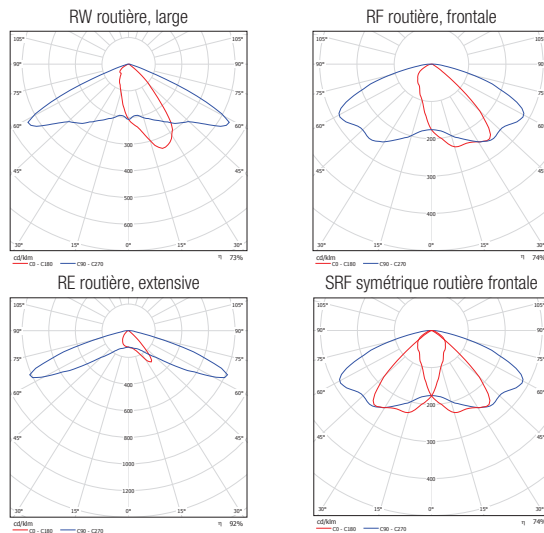 RW routière, large
105° 105°
90° 90°
75° 75°
60° 60°
45° 45°
300
400
500
600
30° 15° 0° 15° 30°
cd/klm
C0 - C180 C90 - C270 η 73%
RF routière, frontale
105° 105°
90° 90°
75° 75°
60° 60°
45° 45°
200
300
400
30° 15° 0° 15° 30°
cd/klm
C0 - C180 C90 - C270 η 74%
RE routière, extensive
105° 105°
90° 90°
75° 75°
60° 60°
45° 45°
400
600
800
1000
1200
30° 15° 0° 15° 30°
cd/klm
C0 - C180 C90 - C270 η 92%
SRF symétrique routière frontale
105° 105°
90° 90°
75° 75°
60° 60°
45° 45°
200
300
400
30° 15° 0° 15° 30°
cd/klm
C0 - C180 C90 - C270 η 74%